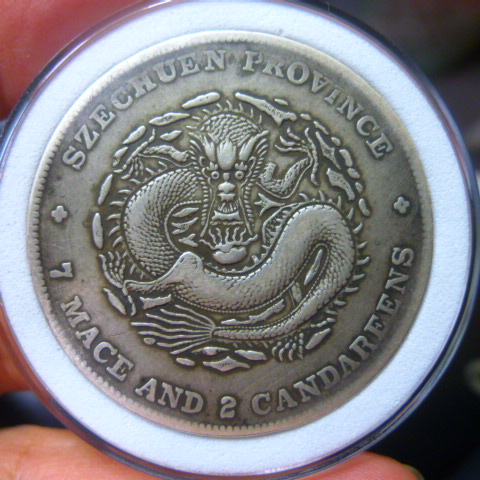 SZECHUEN PROVINCE
7 MACE AND 2 CANDAREENS